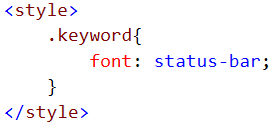 <style>
    .keyword{
        font: status-bar;
    }
</style>